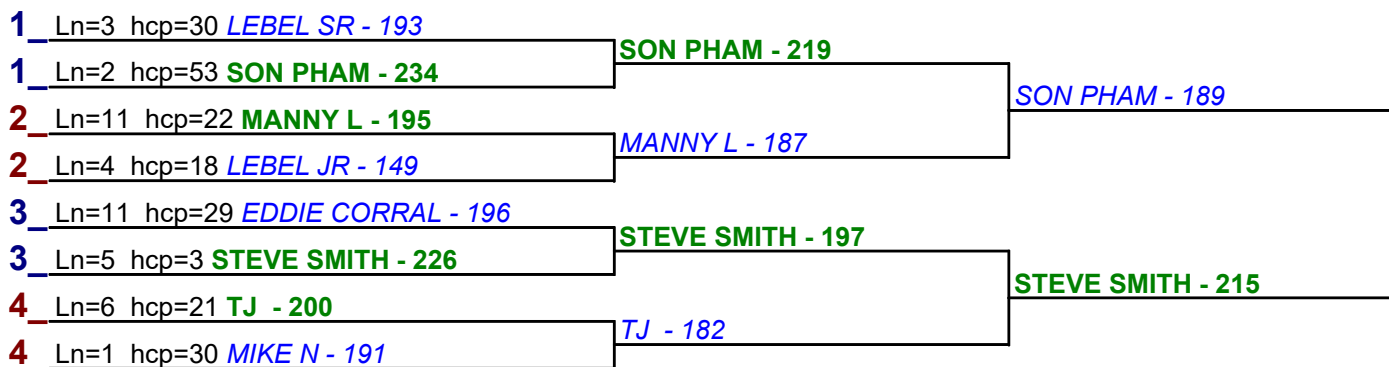 1_ Ln=3 hcp=30 LEBEL SR - 193
1_ Ln=2 hcp=53 SON PHAM - 234
2_ Ln=11 hcp=22 MANNY L - 195
2_ Ln=4 hcp=18 LEBEL JR - 149
3_ Ln=11 hcp=29 EDDIE CORRAL - 196
3_ Ln=5 hcp=3 STEVE SMITH - 226
4_ Ln=6 hcp=21 TJ - 200
4 Ln=1 hcp=30 MIKE N - 191
SON PHAM - 219
MANNY L - 187
STEVE SMITH - 197
TJ - 182
SON PHAM - 189
STEVE SMITH - 215